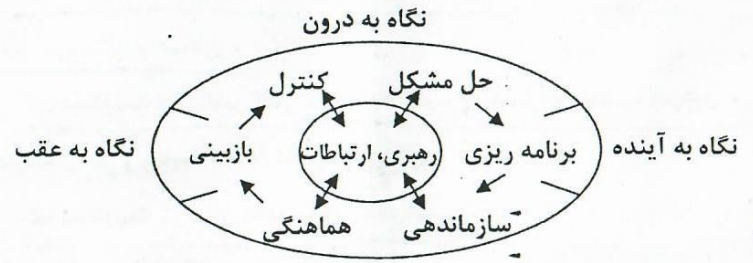 نگاه به درون
حل مشکل
کنترل
نگاه به آینده
برنامه ریزی
رهبری، ارتباطات
بازبینی
نگاه به عقب
سازماندهی
هماهنگی